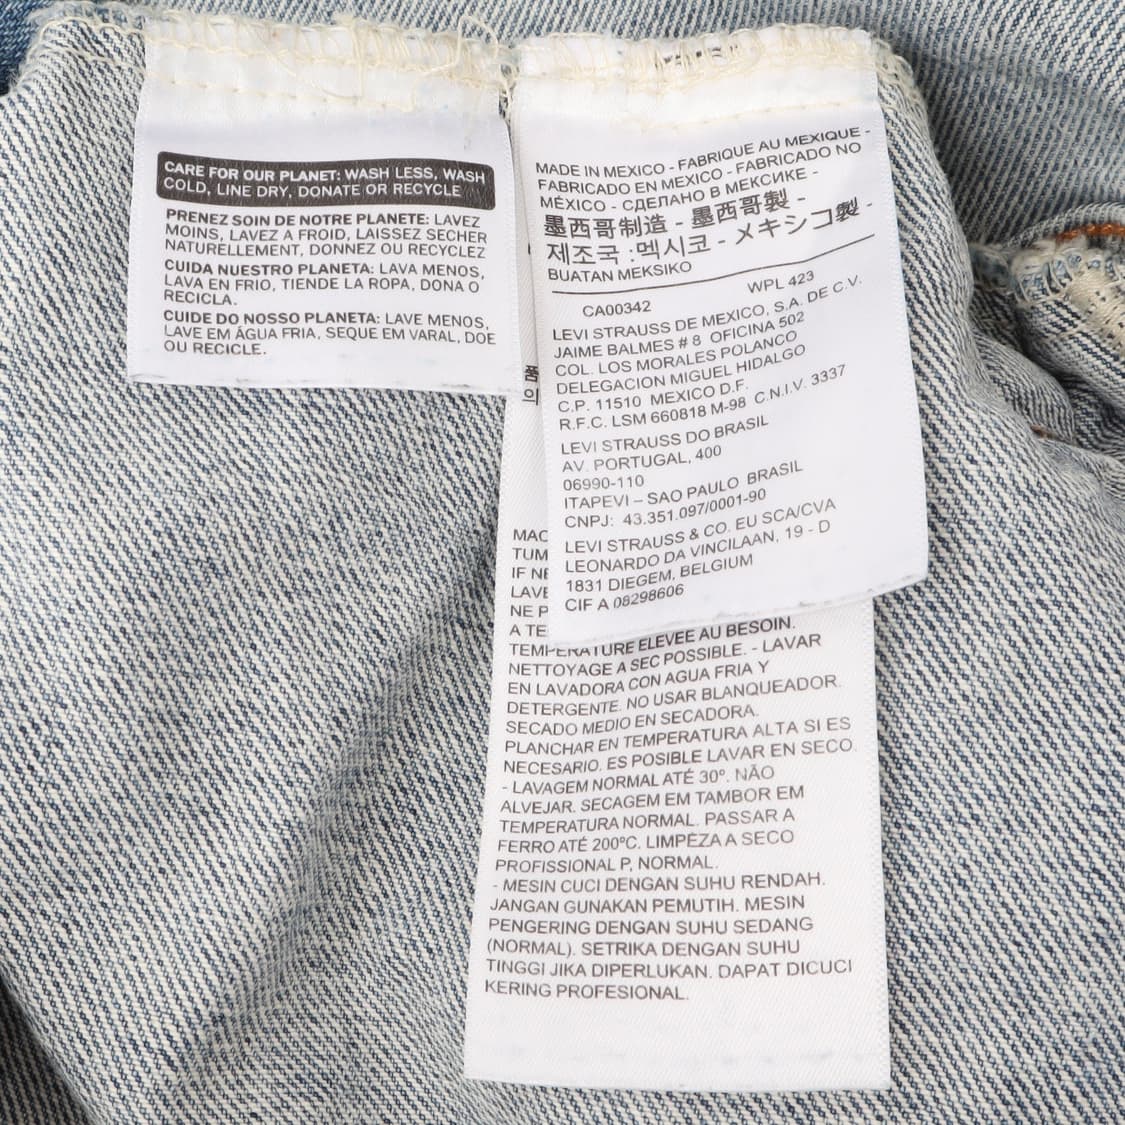 CARE FOR OUR PLANET: WASH LESS, WASH
COLD, LINE DRY, DONATE OR RECYCLE
PRENEZ SOIN DE NOTRE PLANETE: LAVEZ
MOINS, LAVEZ A FROID, LAISSEZ SECHER
NATURELLEMENT, DONNEZ OU RECYCLEZ
CUIDA NUESTRO PLANETA: LAVA MENOS,
LAVA EN FRIO, TIENDE LA ROPA, DONA O
RECICLA.
CUIDE DO NOSSO PLANETA: LAVE MENOS,
LAVE EM ÁGUA FRIA, SEQUE EM VARAL, DOE
OU RECICLE.
MADE IN MEXICO - FABRIQUE AU MEXIQUE -
FABRICADO EN MEXICO - FABRICADO NO
MÉXICO - СДЕЛАНО В МЕКСИКЕ -
墨西哥制造 - 墨西哥製 -
제조국 :멕시코 - メキシコ製 -
BUATAN MEKSIKO
WPL 423
CA00342
LEVI STRAUSS DE MEXICO, S.A. DE C.V.
JAIME BALMES # 8 OFICINA 502
COL. LOS MORALES POLANCO
DELEGACION MIGUEL HIDALGO
C.P. 11510 MEXICO D.F.
R.F.C. LSM 660818 M-98 C.N.I.V. 3337
LEVI STRAUSS DO BRASIL
AV. PORTUGAL, 400
06990-110
ITAPEVI – SAO PAULO BRASIL
CNPJ: 43.351.097/0001-90
LEVI STRAUSS & CO. EU SCA/CVA
LEONARDO DA VINCILAAN, 19 - D
1831 DIEGEM, BELGIUM
CIF A 08298606
품
의
MAC
TUM
IF NE
LAVE
NE P
A TE
TEMPERATURE ELEVEE AU BESOIN.
NETTOYAGE A SEC POSSIBLE. - LAVAR
EN LAVADORA CON AGUA FRIA Y
DETERGENTE. NO USAR BLANQUEADOR.
SECADO MEDIO EN SECADORA.
PLANCHAR EN TEMPERATURA ALTA SI ES
NECESARIO. ES POSIBLE LAVAR EN SECO.
- LAVAGEM NORMAL ATÉ 30°. NÃO
ALVEJAR. SECAGEM EM TAMBOR EM
TEMPERATURA NORMAL. PASSAR A
FERRO ATÉ 200ºC. LIMPEZA A SECO
PROFISSIONAL P, NORMAL.
- MESIN CUCI DENGAN SUHU RENDAH.
JANGAN GUNAKAN PEMUTIH. MESIN
PENGERING DENGAN SUHU SEDANG
(NORMAL). SETRIKA DENGAN SUHU
TINGGI JIKA DIPERLUKAN. DAPAT DICUCI
KERING PROFESIONAL.